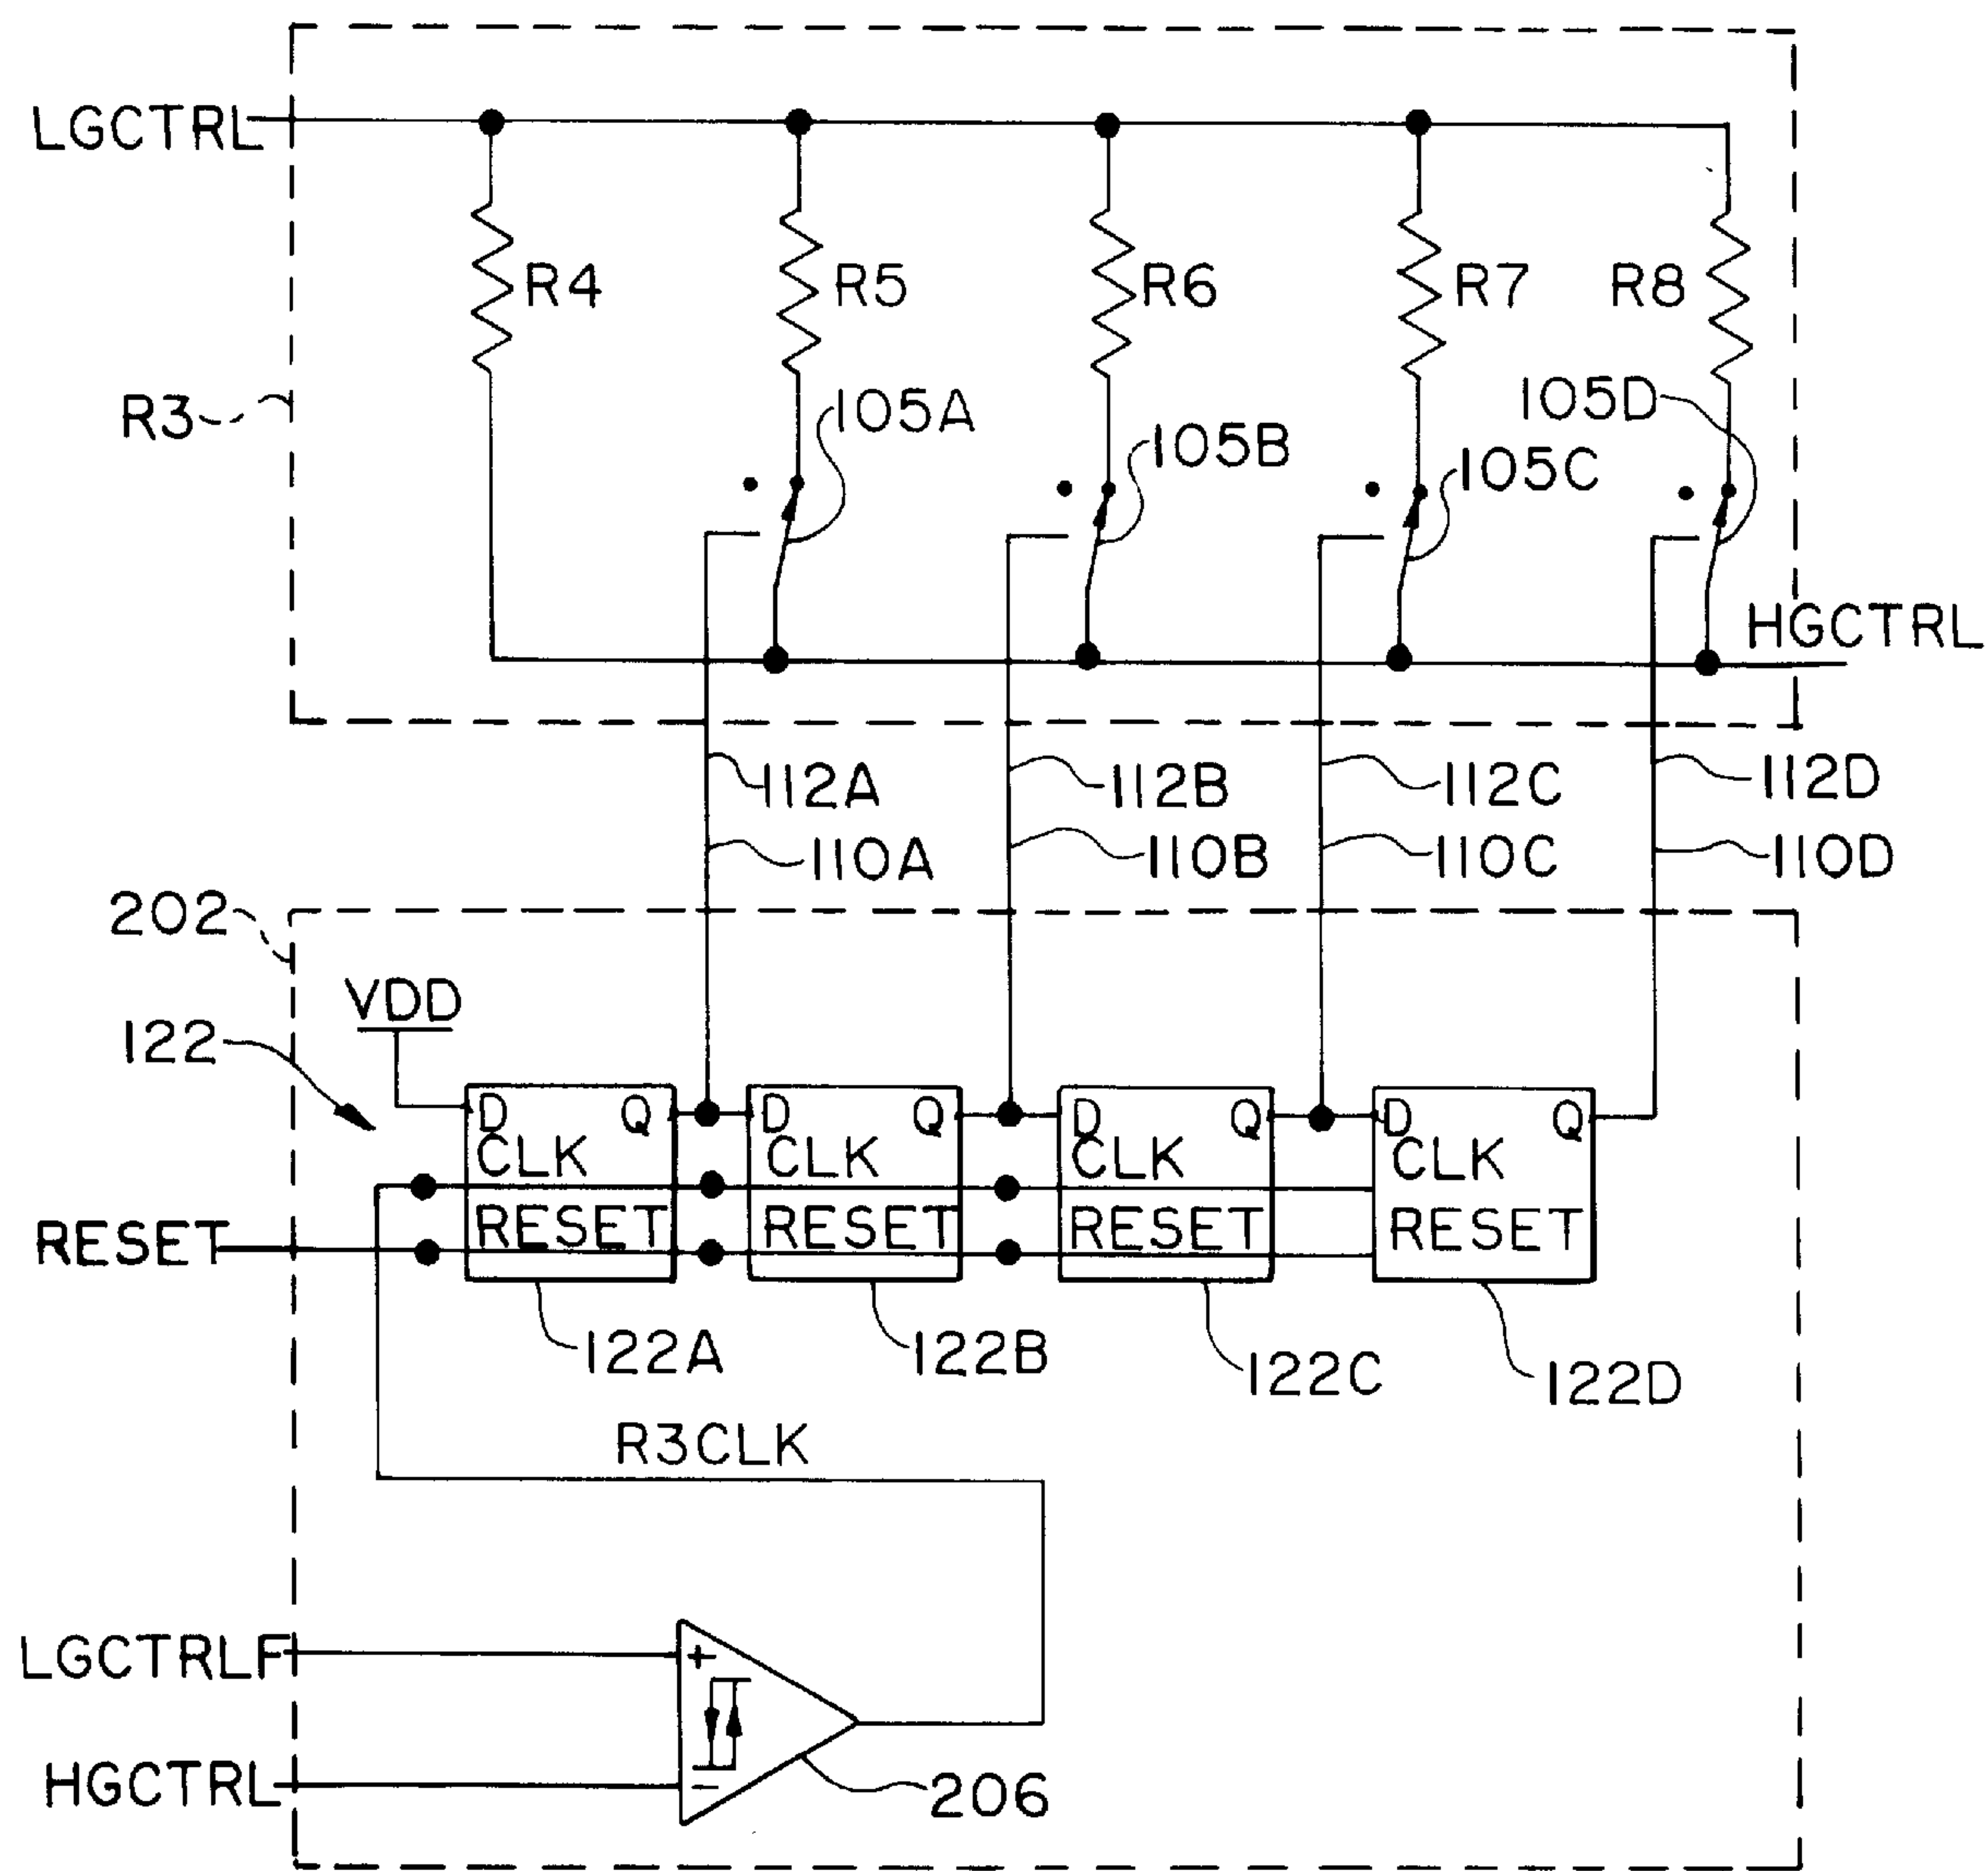 LGCTRL
R4
R5
R6
R7
R8
R3
105A
105B
105C
105D
HGCTRL
112A
112B
112C
112D
110A
110B
110C
110D
202
VDD
122
D Q
CLK
RESET
D Q
CLK
RESET
D Q
CLK
RESET
D Q
CLK
RESET
RESET
122A
122B
122C
122D
R3CLK
LGCTRLF
+
HGCTRL
−
206